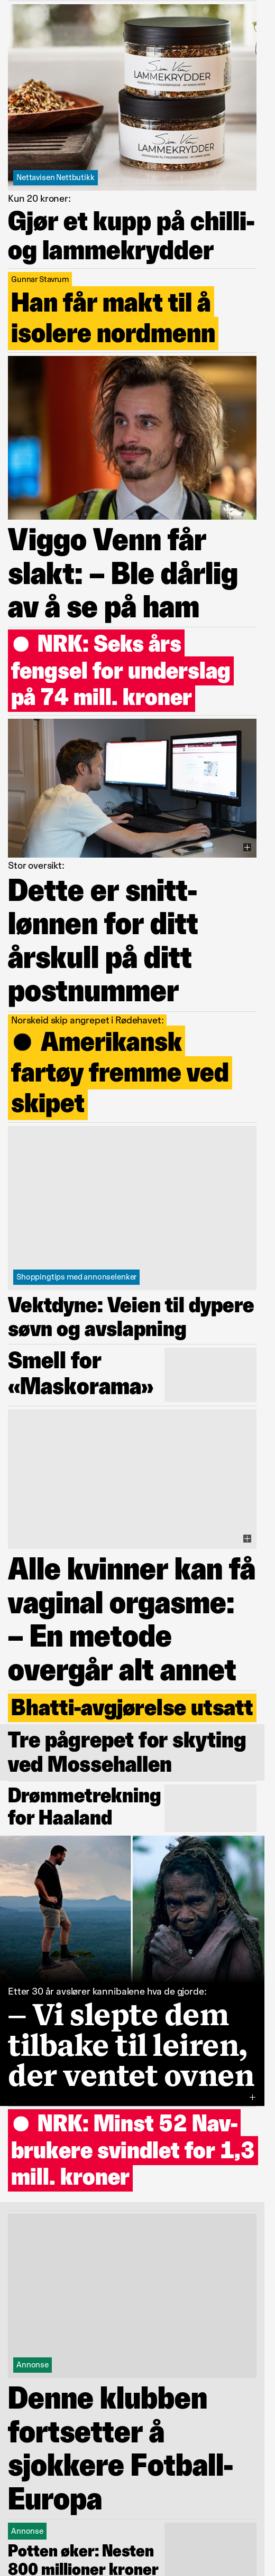 Sem Vin
LAMMEKRYDDER
LAMMEKRYDDER
Nettavisen Nettbutikk
Kun 20 kroner:
Gjør et kupp på chilli-
og lammekrydder
Gunnar Stavrum
Han får makt til å
isolere nordmenn
Viggo Venn får
slakt: – Ble dårlig
av å se på ham
● NRK: Seks års
fengsel for underslag
på 74 mill. kroner
Stor oversikt:
Dette er snitt-
lønnen for ditt
årskull på ditt
postnummer
Norskeid skip angrepet i Rødehavet:
● Amerikansk
fartøy fremme ved
skipet
Shoppingtips med annonselenker
Vektdyne: Veien til dypere
søvn og avslapning
Smell for
«Maskorama»
Alle kvinner kan få
vaginal orgasme:
– En metode
overgår alt annet
Bhatti-avgjørelse utsatt
Tre pågrepet for skyting
ved Mossehallen
Drømmetrekning
for Haaland
Etter 30 år avslører kannibalene hva de gjorde:
– Vi slepte dem
tilbake til leiren,
der ventet ovnen
● NRK: Minst 52 Nav-
brukere svindlet for 1,3
mill. kroner
Annonse
Denne klubben
fortsetter å
sjokkere Fotball-
Europa
Annonse
Potten øker: Nesten
800 millioner kroner